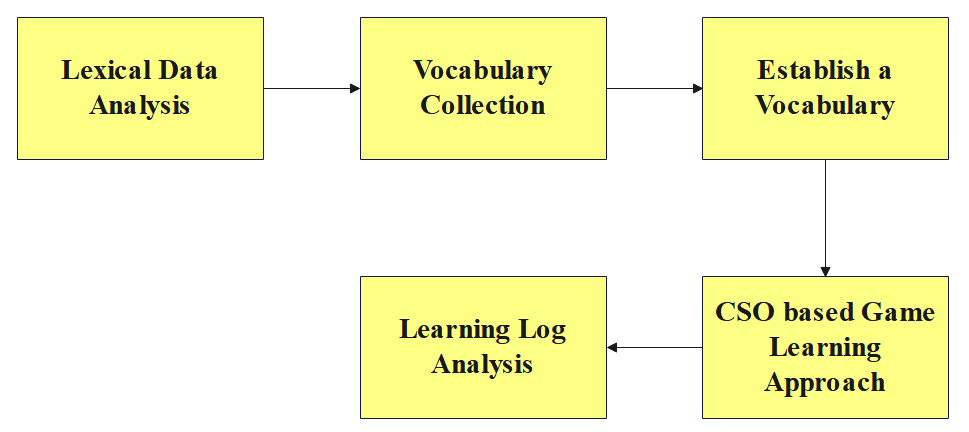 Lexical Data
Analysis
Vocabulary
Collection
Establish a
Vocabulary
CSO based Game
Learning
Approach
Learning Log
Analysis